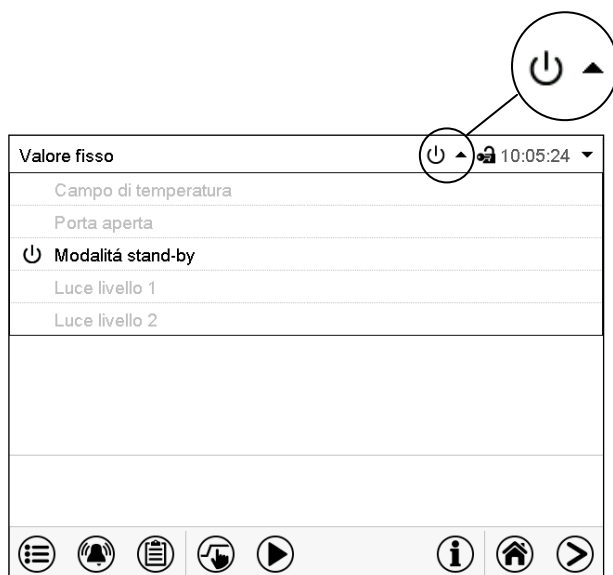 Valore fisso 10:05:24
Campo di temperatura
Porta aperta
Modalitá stand-by
Luce livello 1
Luce livello 2